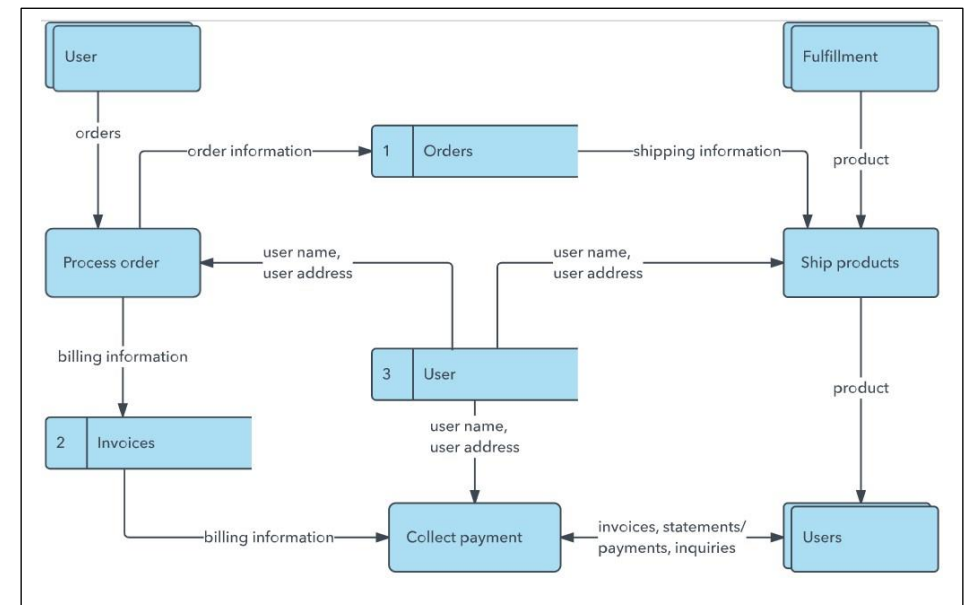 User
Fulfillment
orders
order information
1
Orders
shipping information
product
Process order
user name,
user address
user name,
user address
Ship products
billing information
3
User
product
2
Invoices
user name,
user address
billing information
Collect payment
invoices, statements/
payments, inquiries
Users